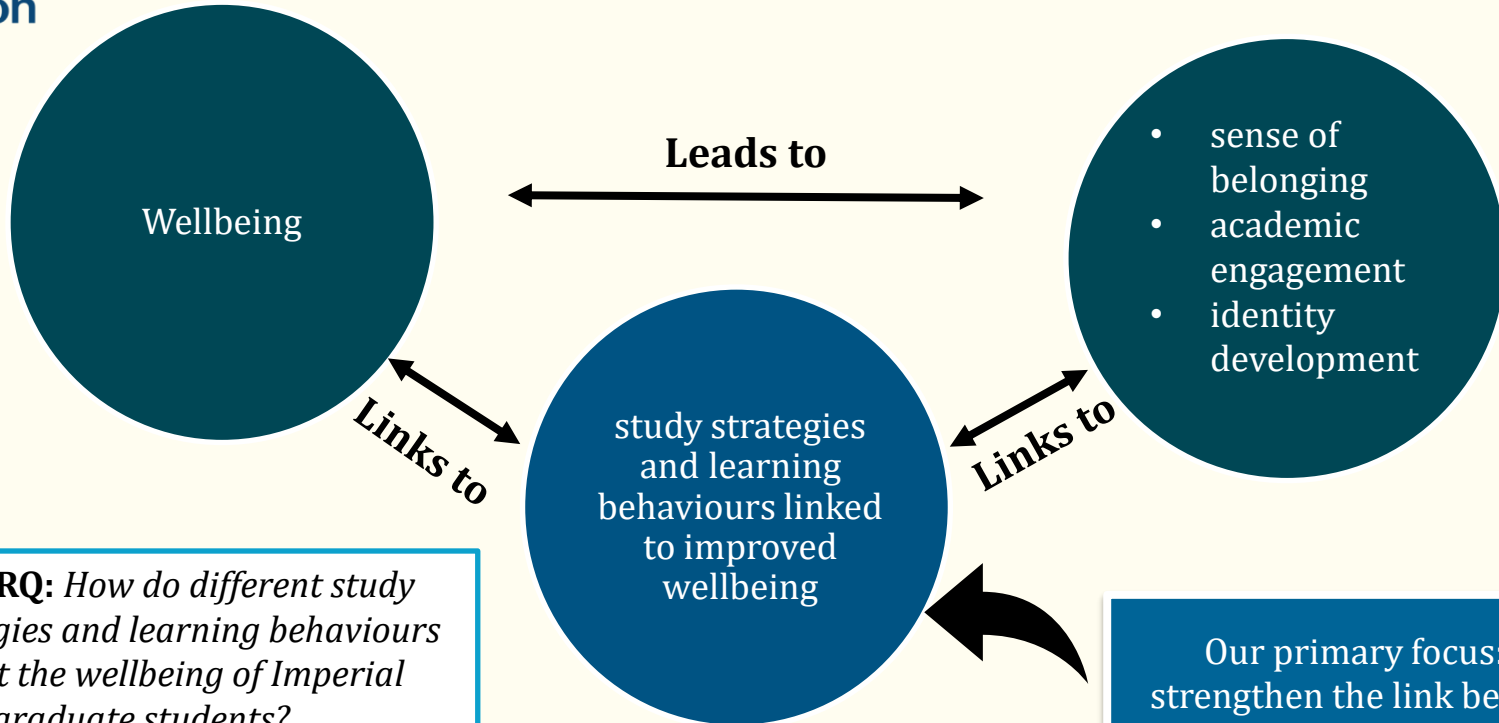 on
Leads to
Wellbeing
• sense of
belonging
• academic
engagement
• identity
development
Links to
Links to
study strategies
and learning
behaviours linked
to improved
wellbeing
RQ: How do different study
gies and learning behaviours
t the wellbeing of Imperial
graduate students?
Our primary focus
strengthen the link be